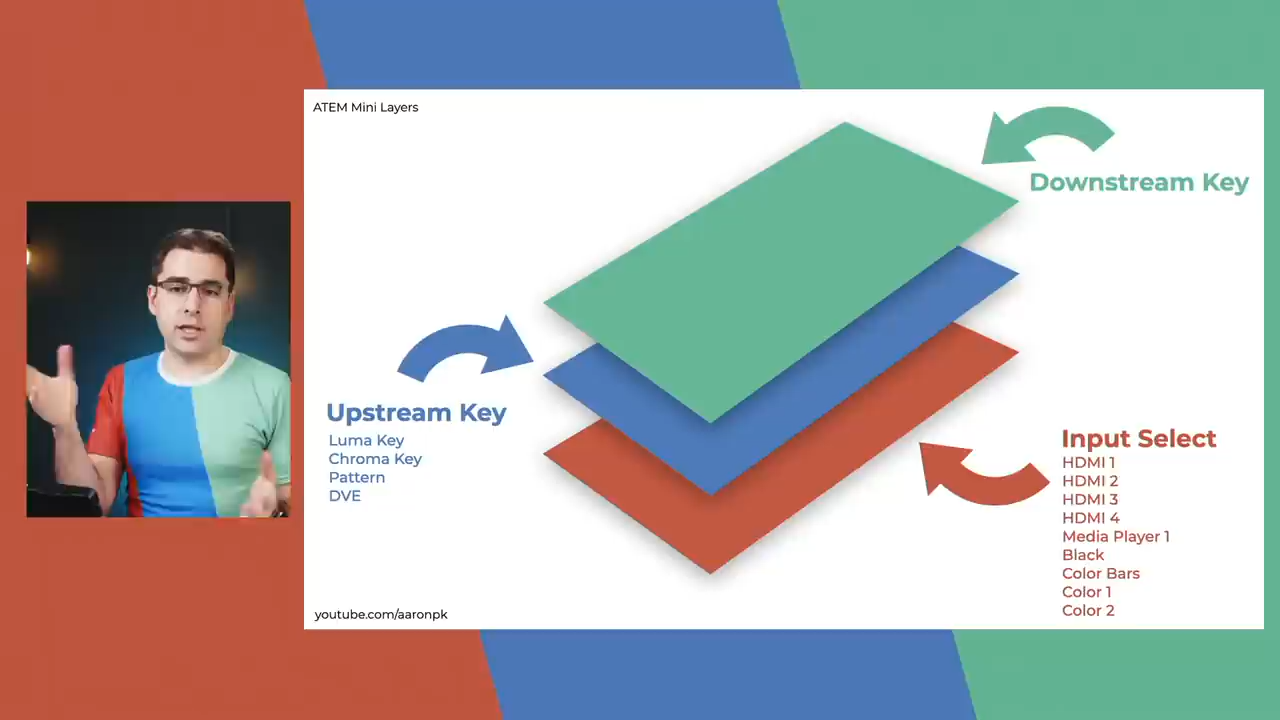 ATEM Mini Layers
Downstream Key
Upstream Key
Luma Key
Chroma Key
Pattern
DVE
Input Select
HDMI 1
HDMI 2
HDMI 3
HDMI 4
Media Player 1
Black
Color Bars
Color 1
Color 2
youtube.com/aaronpk